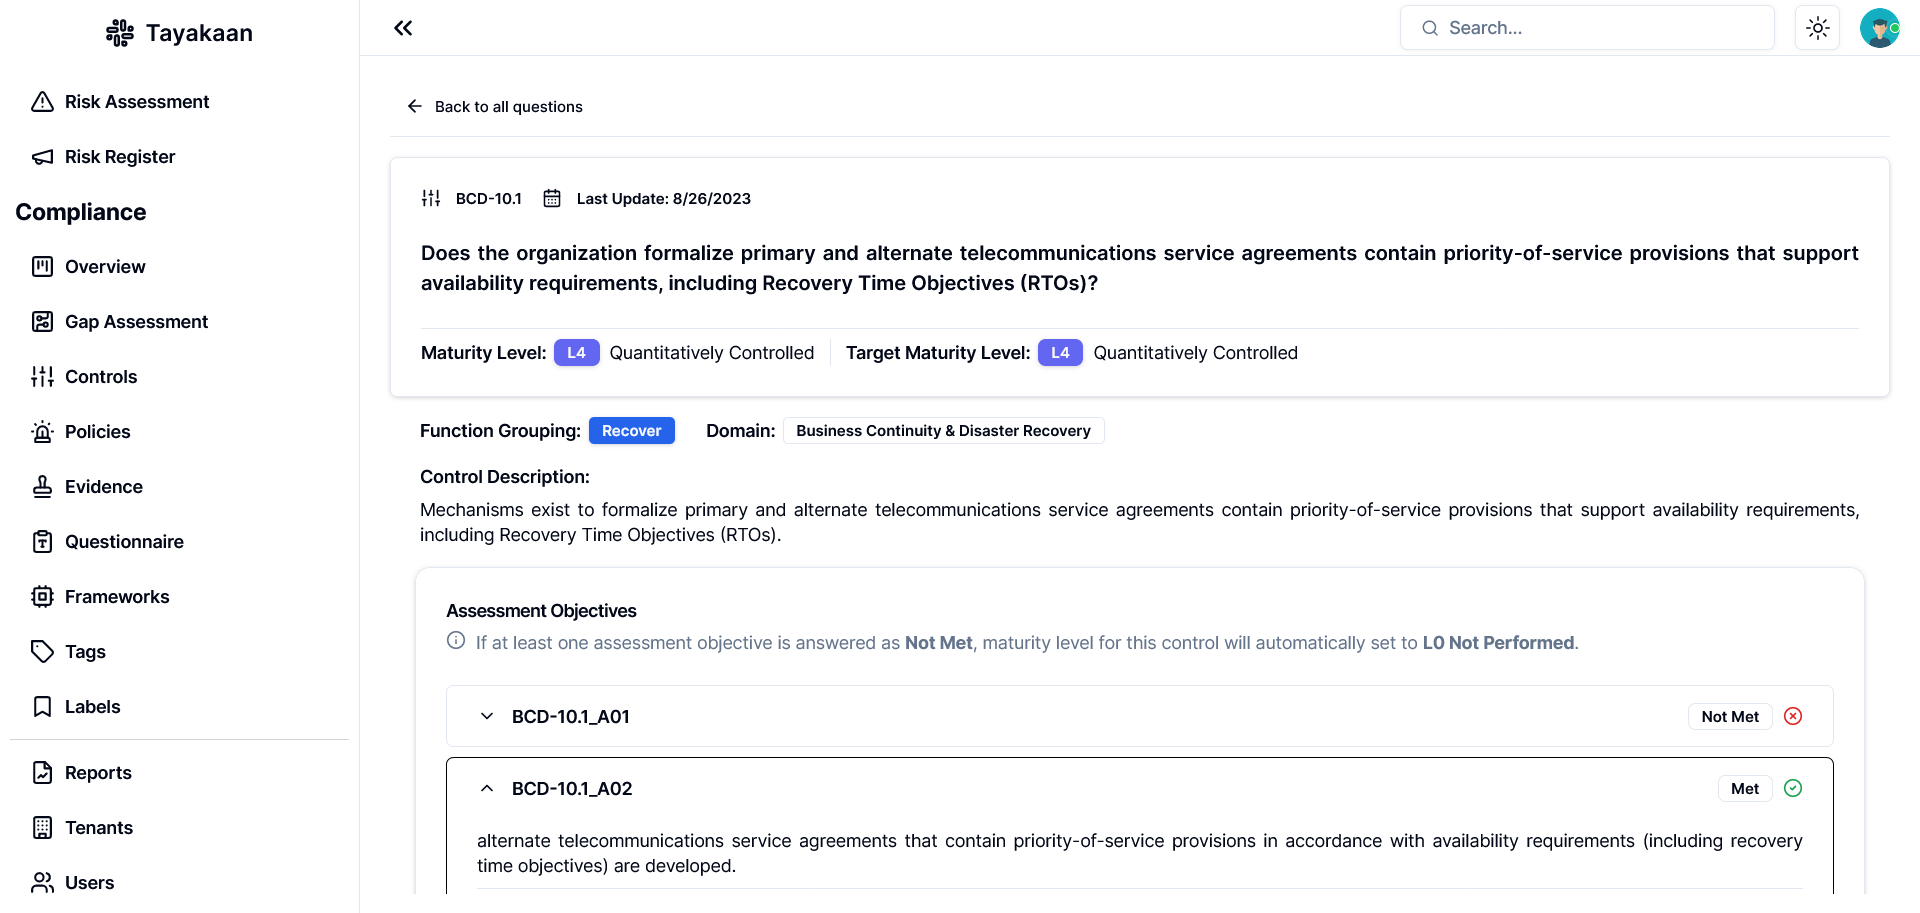 Tayakaan
Search...
Risk Assessment
Risk Register
Compliance
Overview
Gap Assessment
Controls
Policies
Evidence
Questionnaire
Frameworks
Tags
Labels
Reports
Tenants
Users
Back to all questions
BCD-10.1 Last Update: 8/26/2023
Does the organization formalize primary and alternate telecommunications service agreements contain priority-of-service provisions that support
availability requirements, including Recovery Time Objectives (RTOs)?
Maturity Level: L4 Quantitatively Controlled Target Maturity Level: L4 Quantitatively Controlled
Function Grouping: Recover Domain: Business Continuity & Disaster Recovery
Control Description:
Mechanisms exist to formalize primary and alternate telecommunications service agreements contain priority-of-service provisions that support availability requirements,
including Recovery Time Objectives (RTOs).
Assessment Objectives
If at least one assessment objective is answered as Not Met, maturity level for this control will automatically set to L0 Not Performed.
BCD-10.1_A01 Not Met
BCD-10.1_A02 Met
alternate telecommunications service agreements that contain priority-of-service provisions in accordance with availability requirements (including recovery
time objectives) are developed.